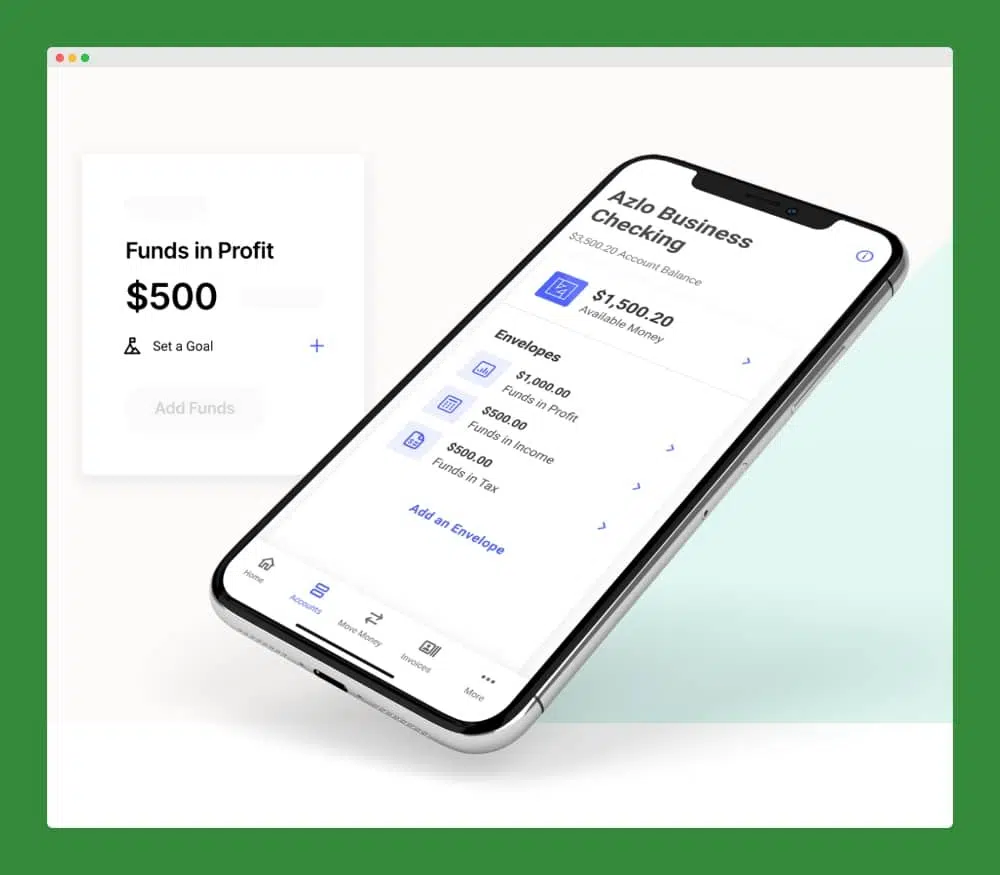 Funds in Profit
$500
Set a Goal
Add Funds
Azlo Business
Checking
$3,500.20 Account Balance
$1,500.20
Available Money
Envelopes
$1,000.00
Funds in Profit
$500.00
Funds in Income
$500.00
Funds in Tax
Add an Envelope
Home
Accounts
Move Money
Invoices
More